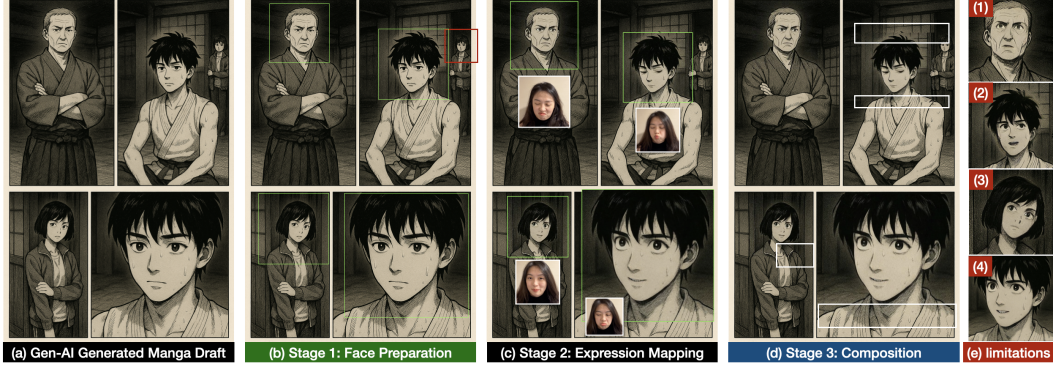 (1)
(2)
(3)
(4)
(a) Gen-AI Generated Manga Draft
(b) Stage 1: Face Preparation
(c) Stage 2: Expression Mapping
(d) Stage 3: Composition
(e) limitations